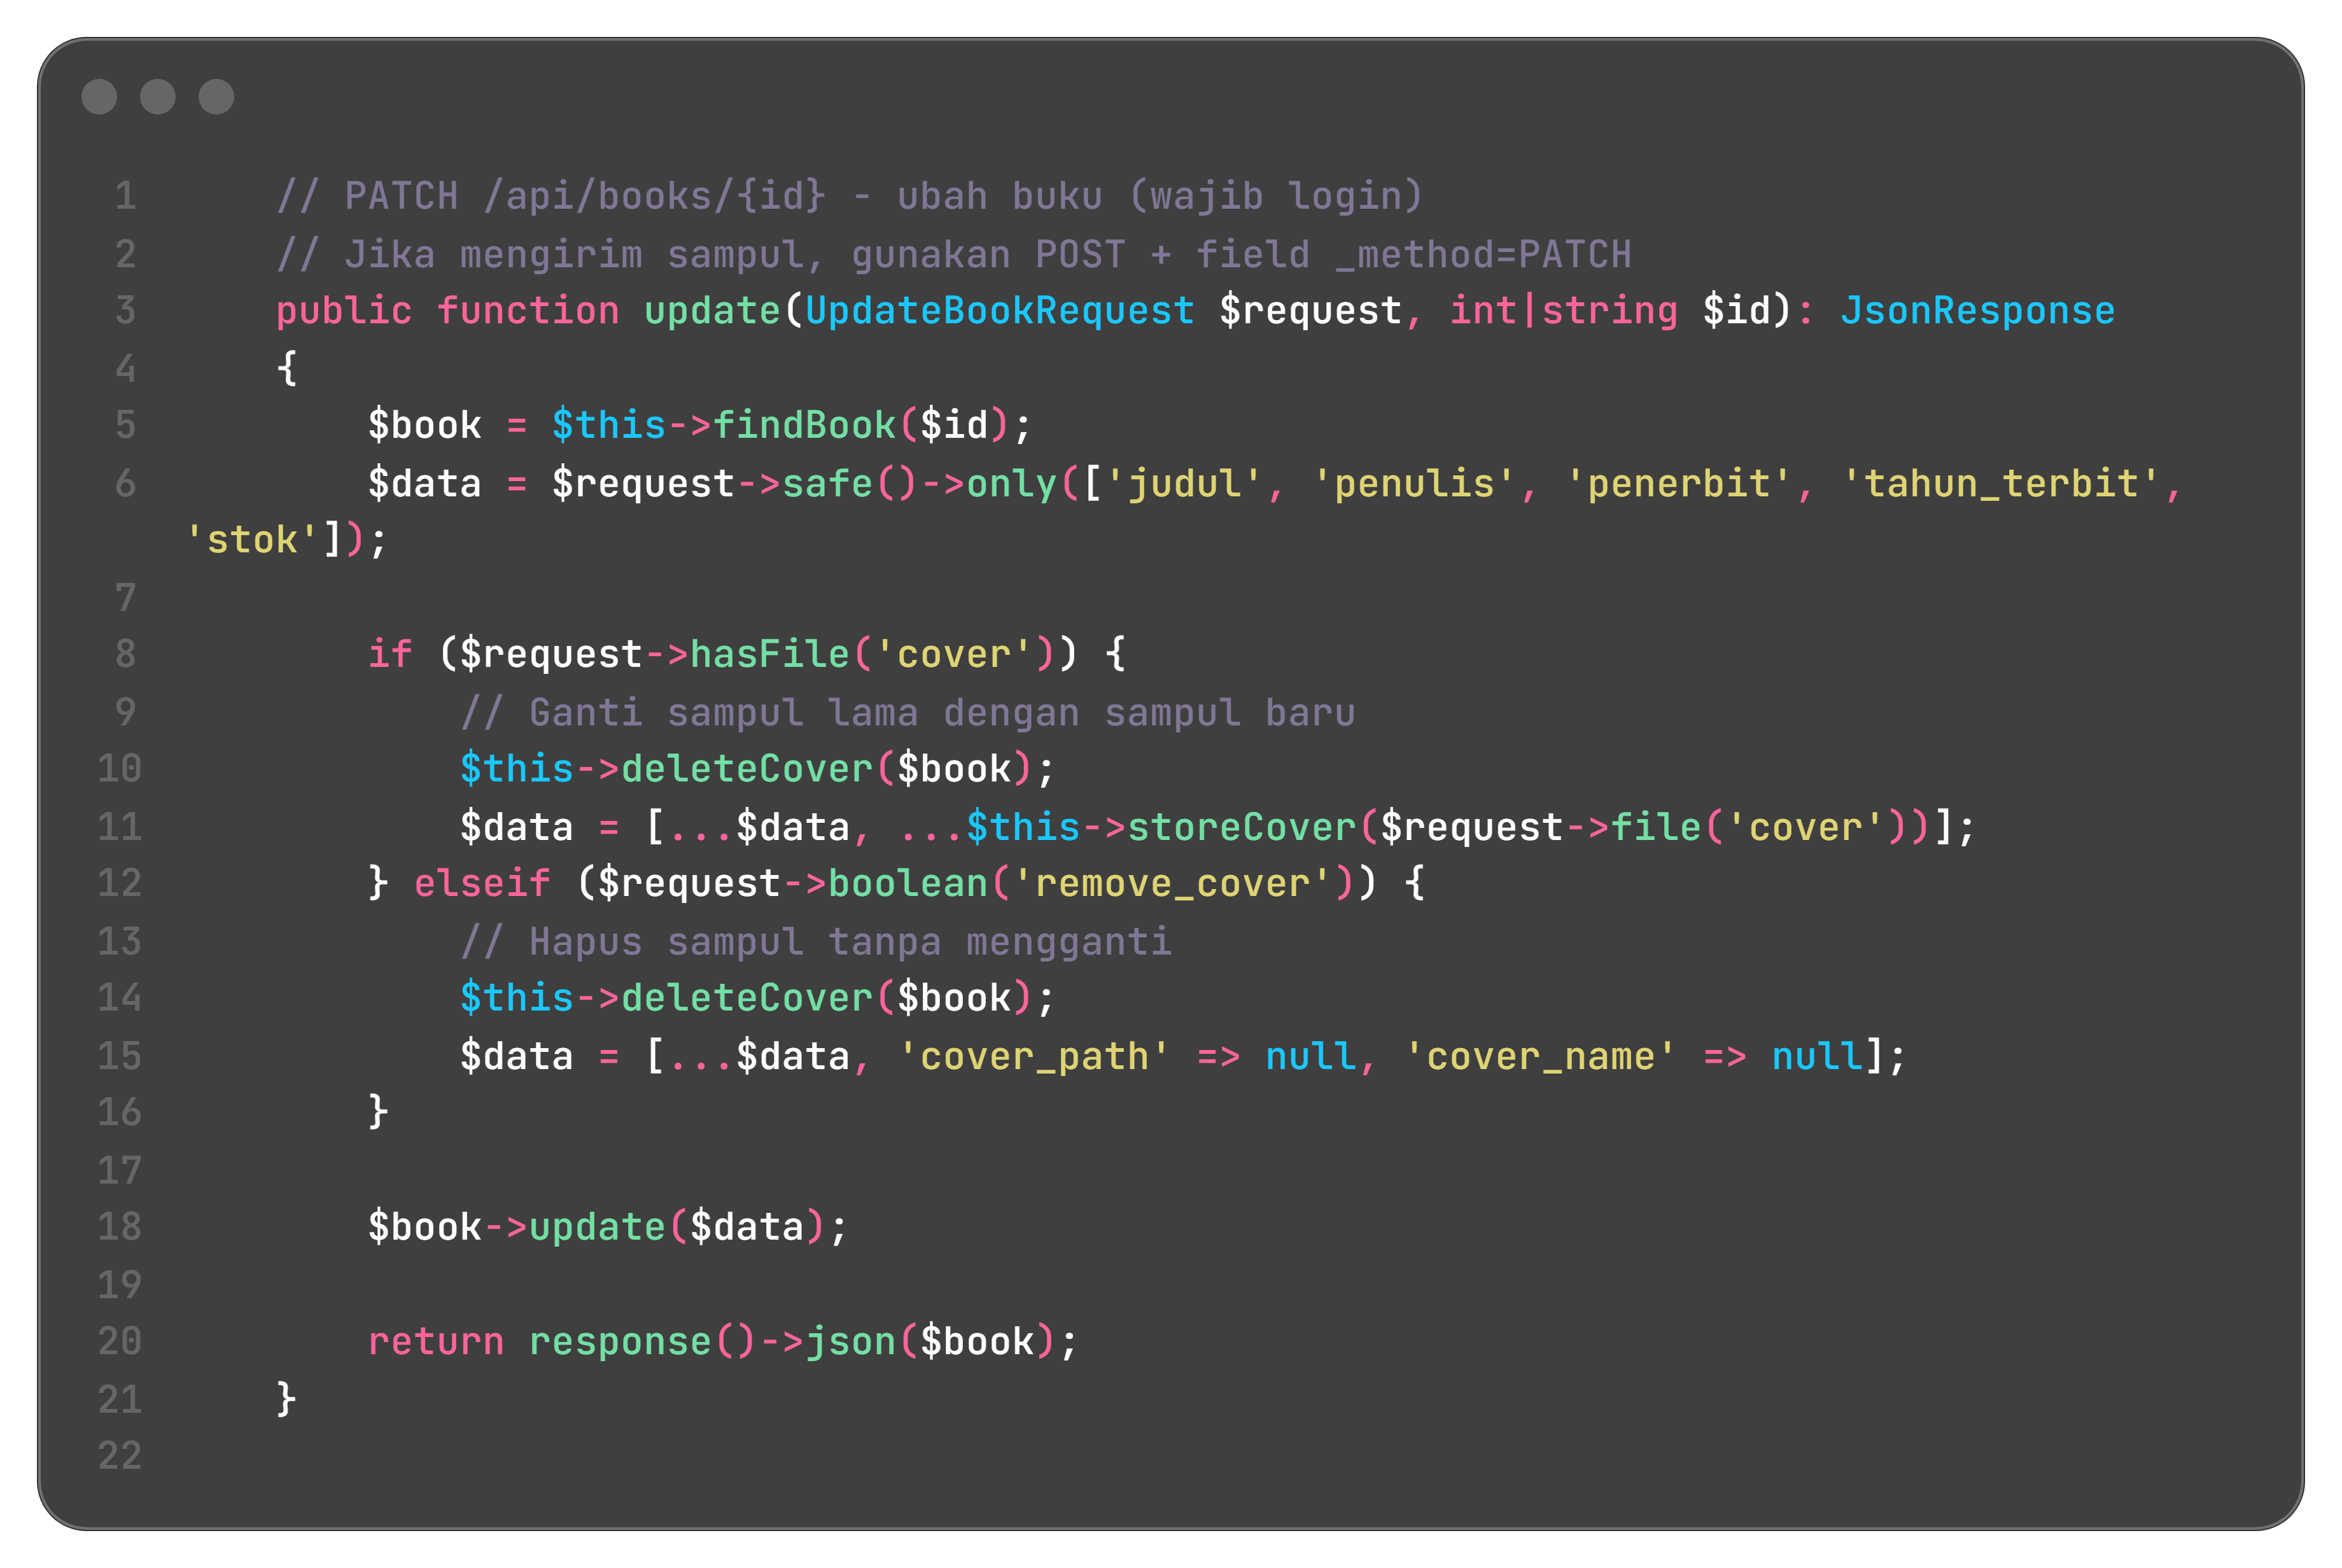 1 // PATCH /api/books/{id} - ubah buku (wajib login)
2 // Jika mengirim sampul, gunakan POST + field _method=PATCH
3 public function update(UpdateBookRequest $request, int|string $id): JsonResponse
4 {
5 $book = $this->findBook($id);
6 $data = $request->safe()->only(['judul', 'penulis', 'penerbit', 'tahun_terbit',
'stok']);
7
8 if ($request->hasFile('cover')) {
9 // Ganti sampul lama dengan sampul baru
10 $this->deleteCover($book);
11 $data = [...$data, ...$this->storeCover($request->file('cover'))];
12 } elseif ($request->boolean('remove_cover')) {
13 // Hapus sampul tanpa mengganti
14 $this->deleteCover($book);
15 $data = [...$data, 'cover_path' => null, 'cover_name' => null];
16 }
17
18 $book->update($data);
19
20 return response()->json($book);
21 }
22